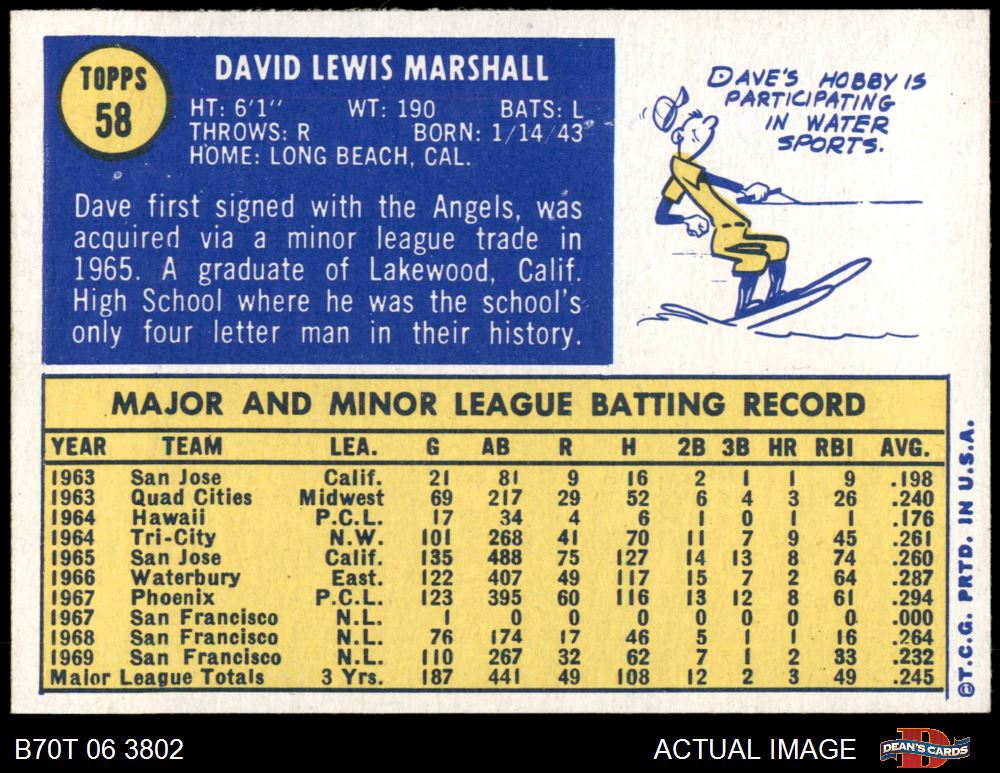 TOPPS
58
DAVID LEWIS MARSHALL
HT: 6'1" WT: 190 BATS: L
THROWS: R BORN: 1/14/43
HOME: LONG BEACH, CAL.
Dave first signed with the Angels, was
acquired via a minor league trade in
1965. A graduate of Lakewood, Calif.
High School where he was the school's
only four letter man in their history.
DAVE'S HOBBY IS
PARTICIPATING
IN WATER
SPORTS.
MAJOR AND MINOR LEAGUE BATTING RECORD
YEAR TEAM LEA. G AB R H 2B 3B HR RBI AVG.
1963 San Jose Calif. 21 81 9 16 2 1 1 9 .198
1963 Quad Cities Midwest 69 217 29 52 6 4 3 26 .240
1964 Hawaii P.C.L. 17 34 4 6 1 0 1 1 .176
1964 Tri-City N.W. 101 268 41 70 11 7 9 45 .261
1965 San Jose Calif. 135 488 75 127 14 13 8 74 .260
1966 Waterbury East. 122 407 49 117 15 7 2 64 .287
1967 Phoenix P.C.L. 123 395 60 116 13 12 8 61 .294
1967 San Francisco N.L. 1 0 0 0 0 0 0 0 .000
1968 San Francisco N.L. 76 174 17 46 5 1 1 16 .264
1969 San Francisco N.L. 110 267 32 62 7 1 2 33 .232
Major League Totals 3 Yrs. 187 441 49 108 12 2 3 49 .245
©T.C.G. PRTD. IN U.S.A.
B70T 06 3802 ACTUAL IMAGE
DEAN'S CARDS